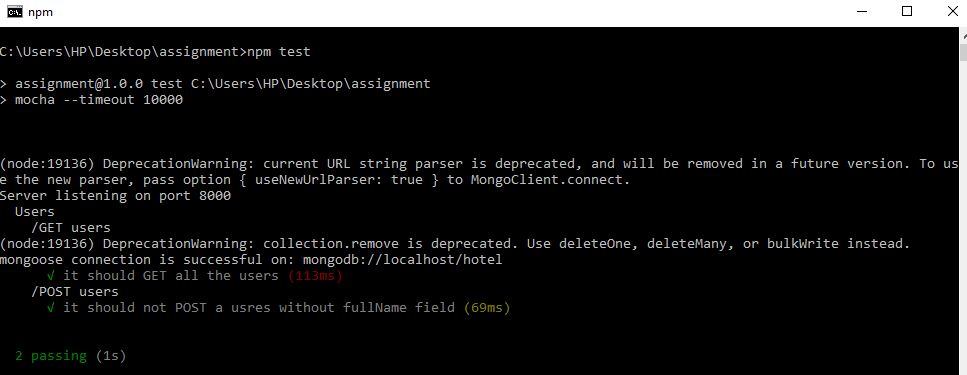 npm
C:\Users\HP\Desktop\assignment>npm test
> assignment@1.0.0 test C:\Users\HP\Desktop\assignment
> mocha --timeout 10000
(node:19136) DeprecationWarning: current URL string parser is deprecated, and will be removed in a future version. To us
e the new parser, pass option { useNewUrlParser: true } to MongoClient.connect.
Server listening on port 8000
Users
/GET users
(node:19136) DeprecationWarning: collection.remove is deprecated. Use deleteOne, deleteMany, or bulkWrite instead.
mongoose connection is successful on: mongodb://localhost/hotel
√ it should GET all the users (113ms)
/POST users
√ it should not POST a usres without fullName field (69ms)
2 passing (1s)